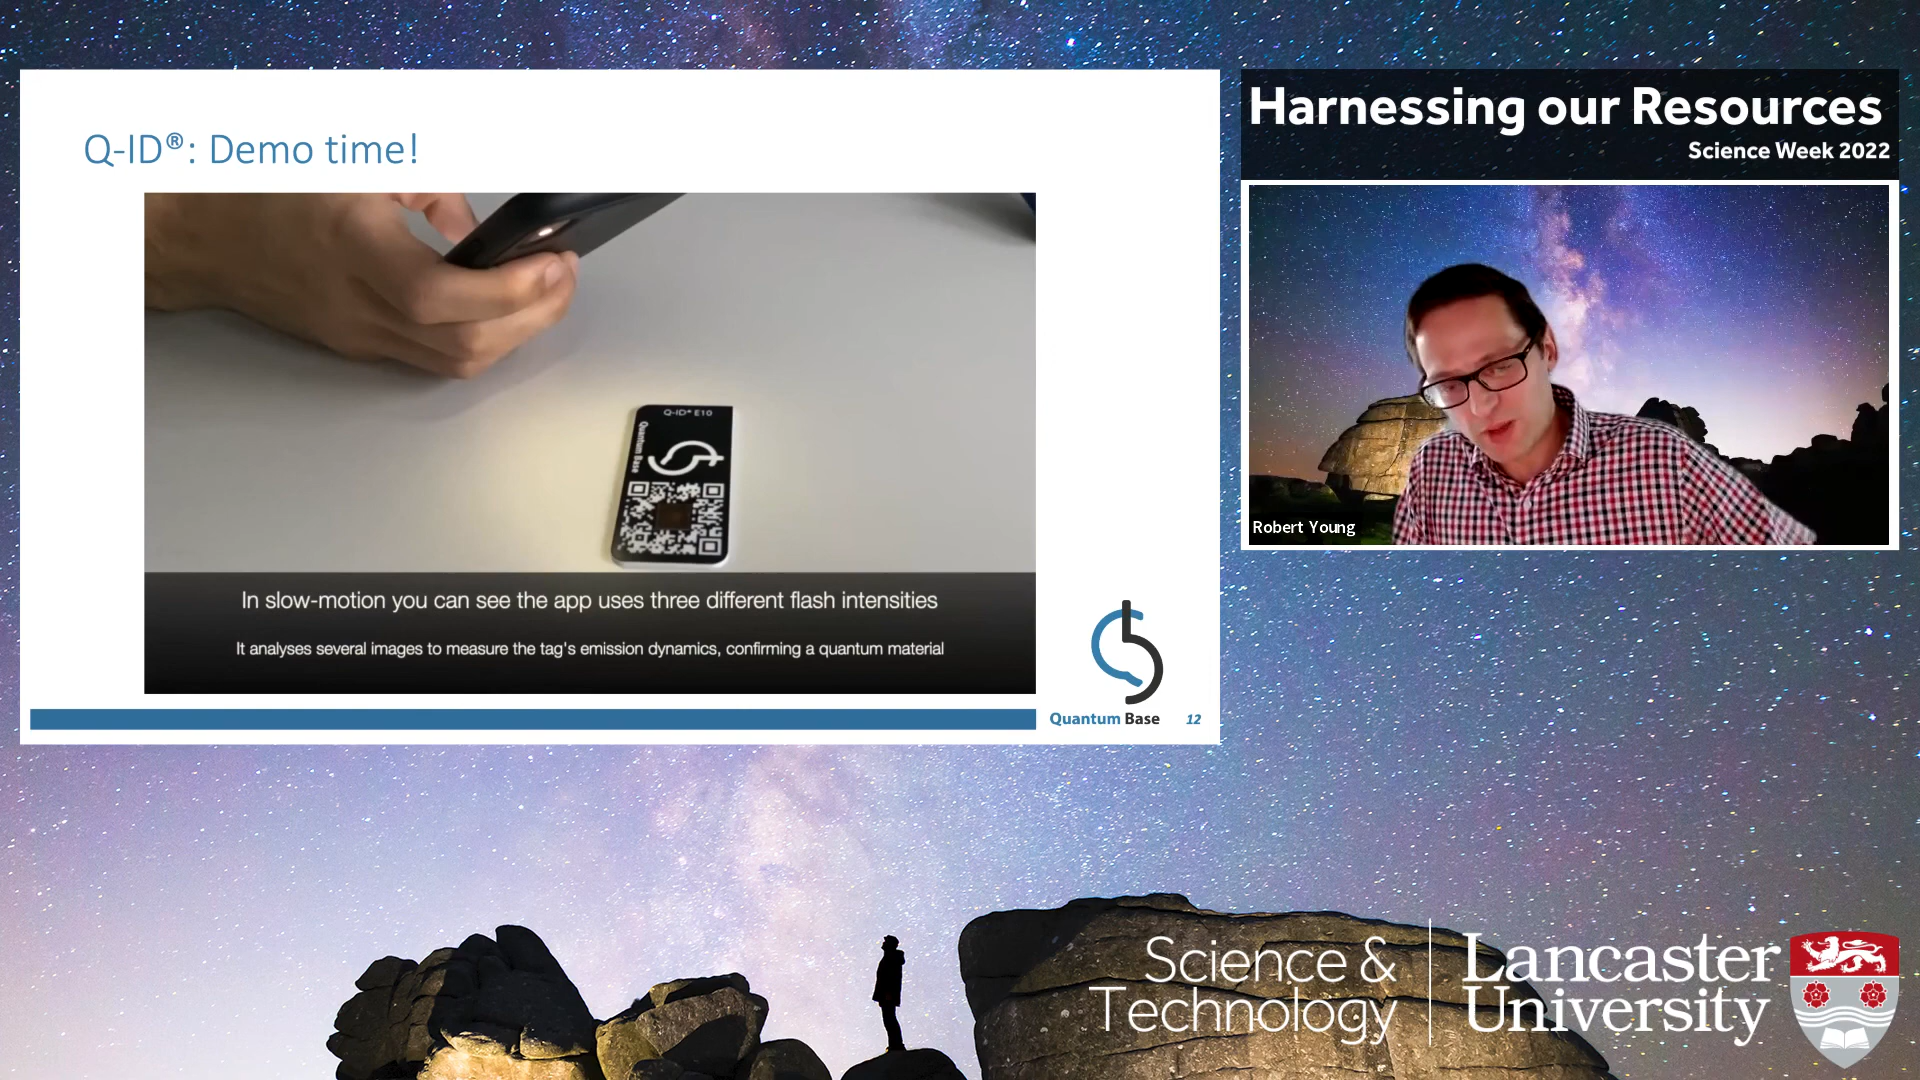 Q-ID®: Demo time!
Q-ID® E10
Quantum Base
In slow-motion you can see the app uses three different flash intensities
It analyses several images to measure the tag's emission dynamics, confirming a quantum material
Quantum Base
12
Harnessing our Resources
Science Week 2022
Robert Young
Science &
Technology
Lancaster
University